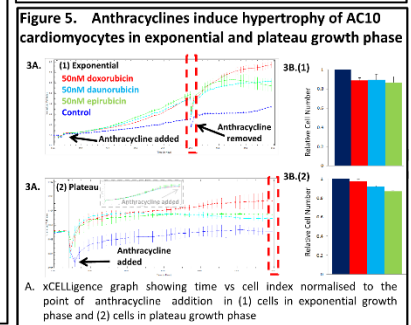 Figure 5. Anthracyclines induce hypertrophy of AC10
cardiomyocytes in exponential and plateau growth phase
3A. (1) Exponential
50nM doxorubicin
50nM daunorubicin
50nM epirubicin
Control
Anthracycline added
Anthracycline
removed
3B.(1)
Relative Cell Number
3A. (2) Plateau
Anthracycline added
Anthracycline
added
3B.(2)
Relative Cell Number
A. xCELLigence graph showing time vs cell index normalised to the
point of anthracycline addition in (1) cells in exponential growth
phase and (2) cells in plateau growth phase